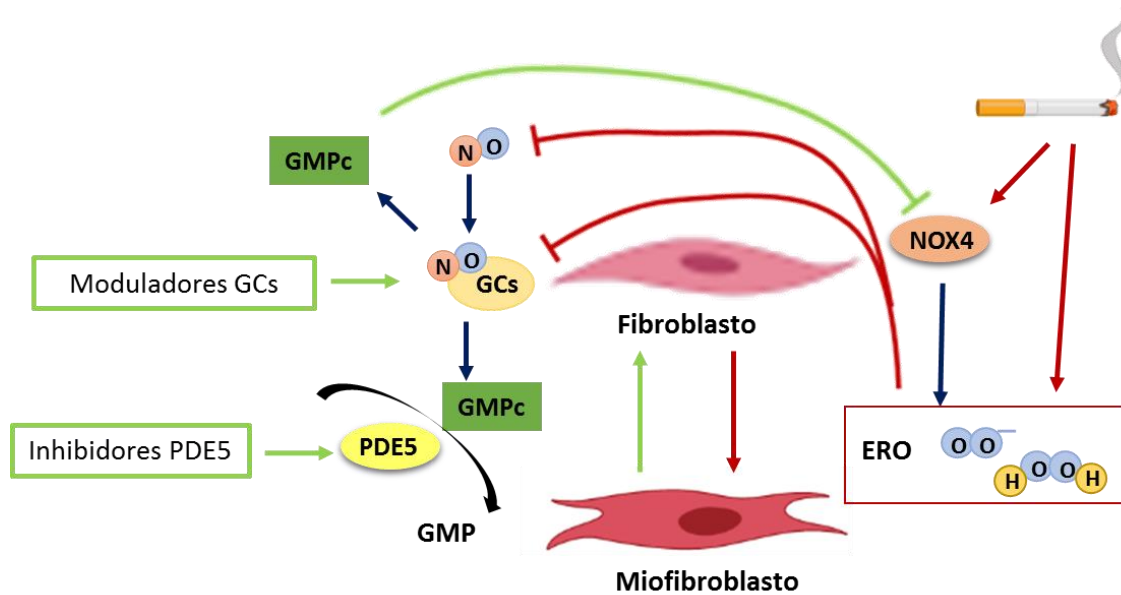 GMPc
N O
NOX4
N O
GCs
Moduladores GCs
Fibroblasto
GMPc
PDE5
Inhibidores PDE5
ERO
O O
H O O H
GMP
Miofibroblasto